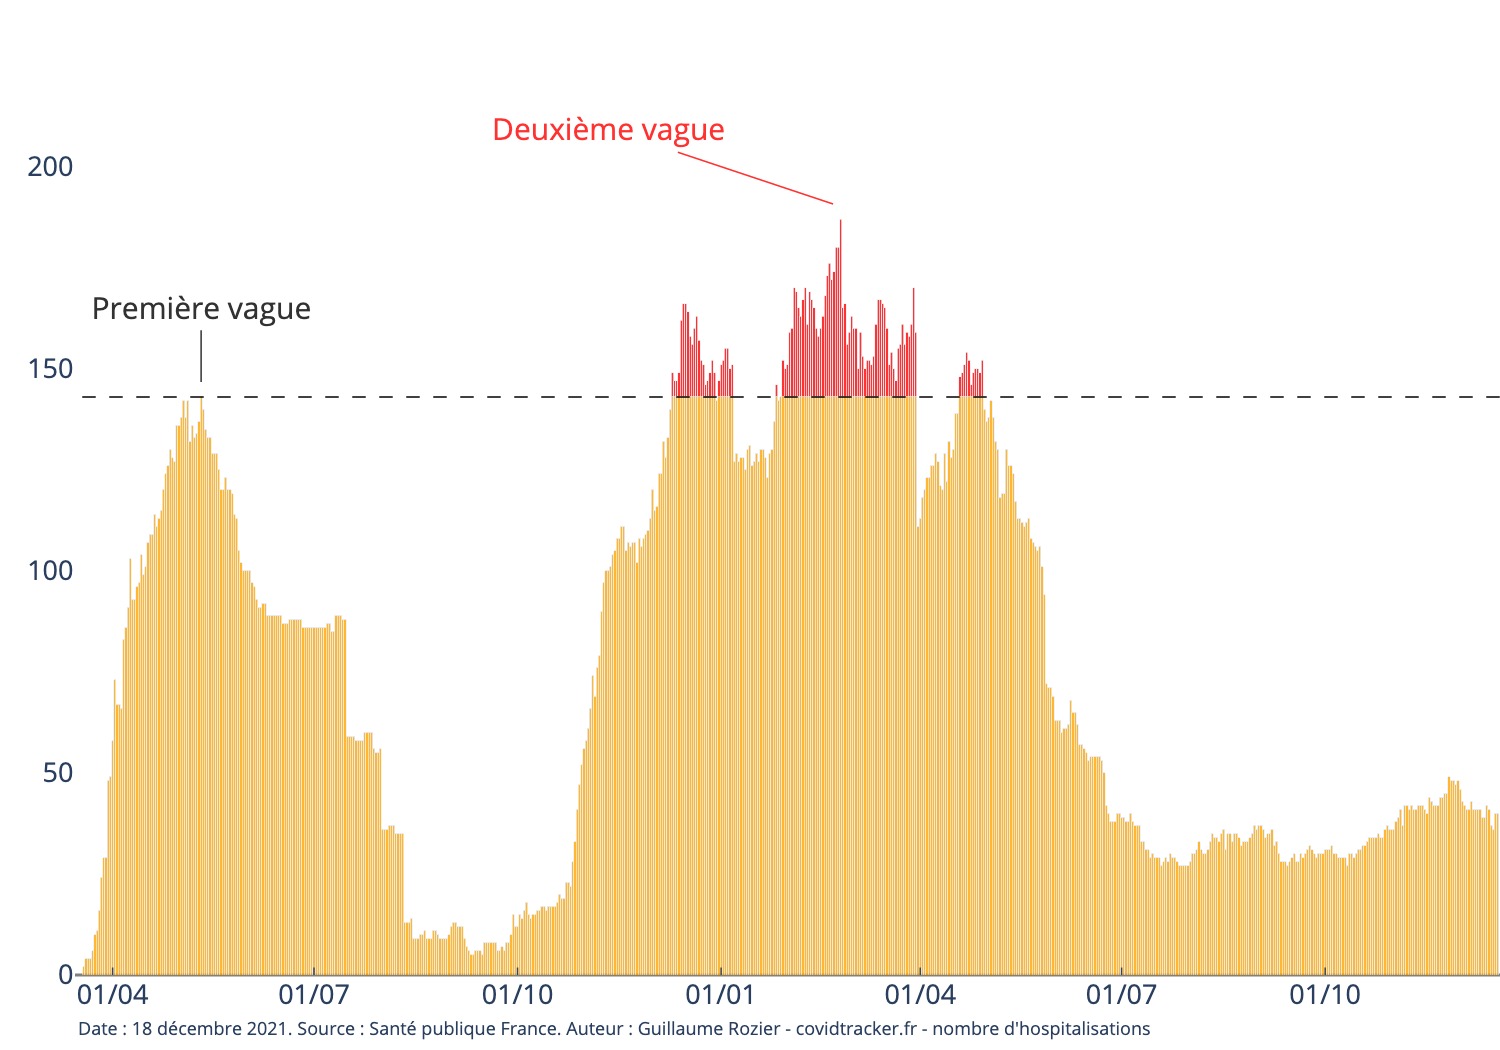 Deuxième vague
200
Première vague
150
100
50
0
01/04 01/07 01/10 01/01 01/04 01/07 01/10
Date : 18 décembre 2021. Source : Santé publique France. Auteur : Guillaume Rozier - covidtracker.fr - nombre d'hospitalisations